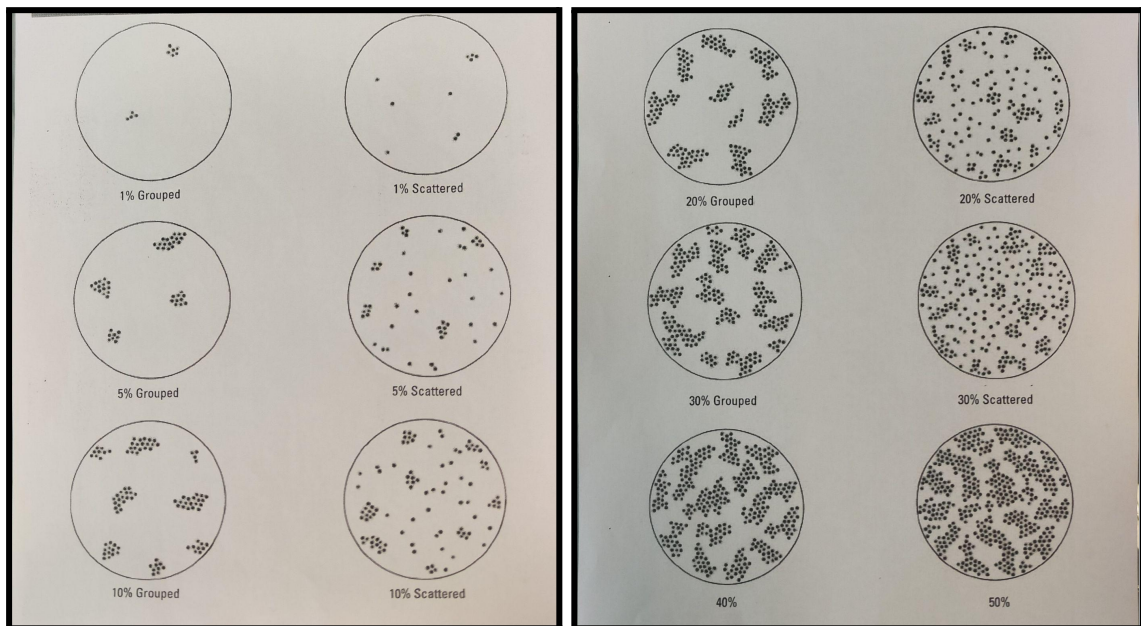 1% Grouped
1% Scattered
5% Grouped
5% Scattered
10% Grouped
10% Scattered
20% Grouped
20% Scattered
30% Grouped
30% Scattered
40%
50%